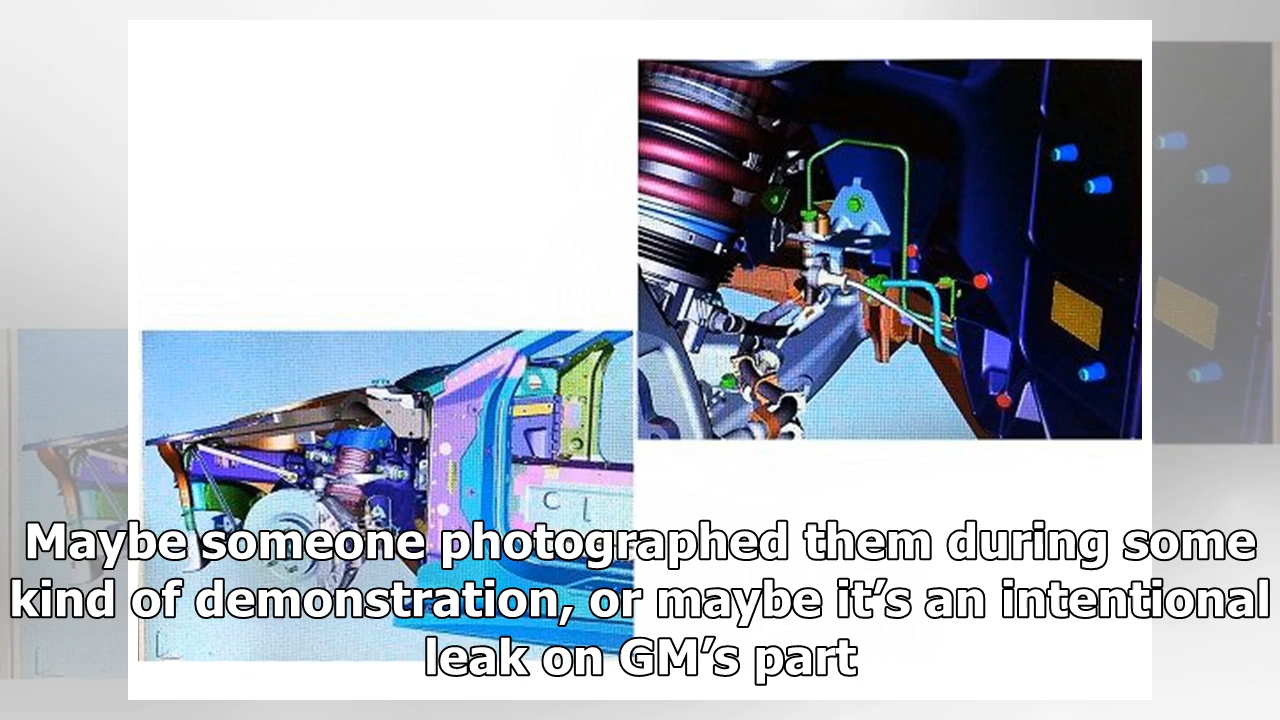 Maybe someone photographed them during some
kind of demonstration, or maybe it’s an intentional
leak on GM’s part